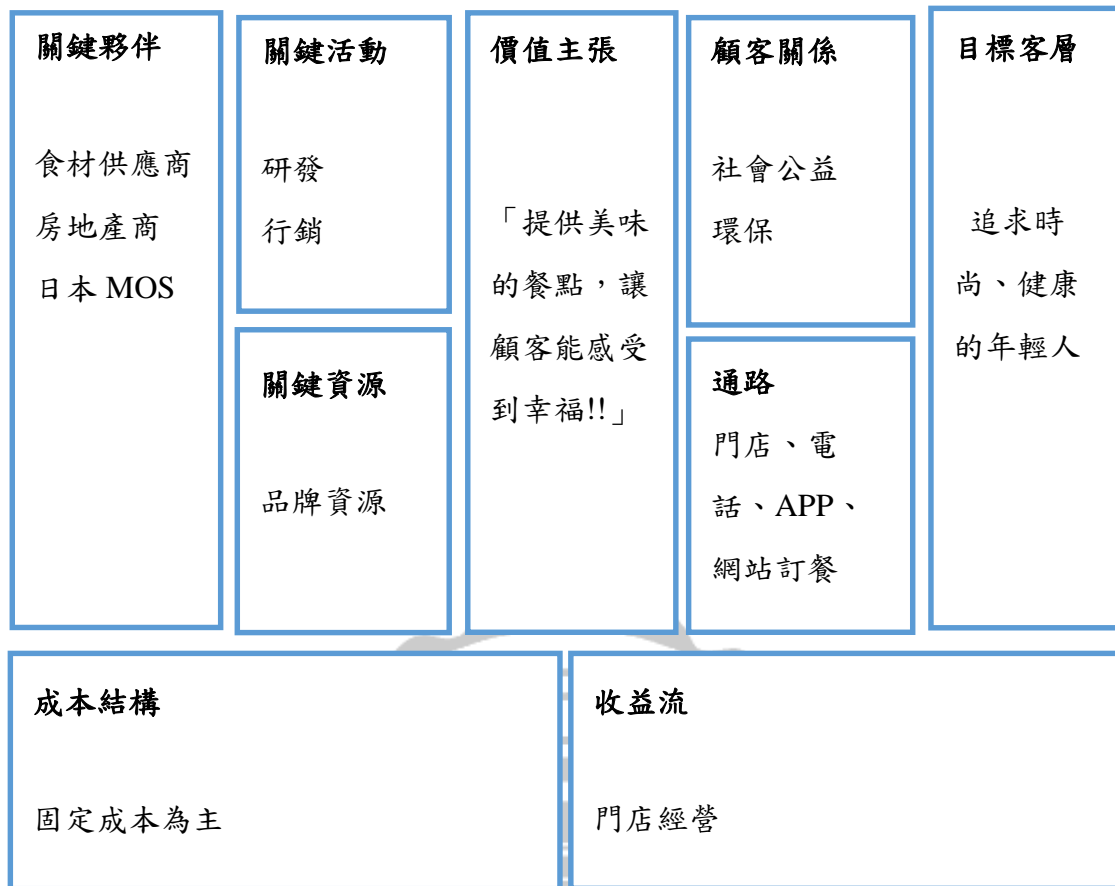 關鍵夥伴
食材供應商
房地產商
日本 MOS
關鍵活動
研發
行銷
關鍵資源
品牌資源
價值主張
「提供美味
的餐點，讓
顧客能感受
到幸福!!」
顧客關係
社會公益
環保
通路
門店、電
話、APP、
網站訂餐
目標客層
追求時
尚、健康
的年輕人
成本結構
固定成本為主
收益流
門店經營